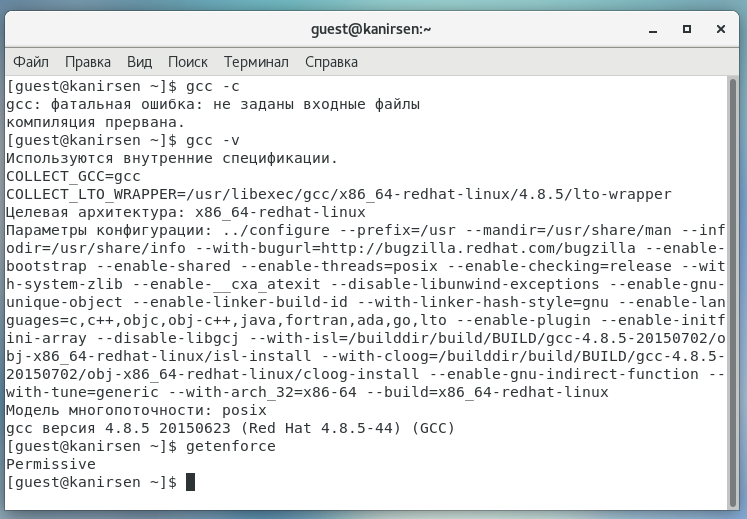 guest@kanirsen:~
Файл Правка Вид Поиск Терминал Справка
[guest@kanirsen ~]$ gcc -c
gcc: фатальная ошибка: не заданы входные файлы
компиляция прервана.
[guest@kanirsen ~]$ gcc -v
Используются внутренние спецификации.
COLLECT_GCC=gcc
COLLECT_LTO_WRAPPER=/usr/libexec/gcc/x86_64-redhat-linux/4.8.5/lto-wrapper
Целевая архитектура: x86_64-redhat-linux
Параметры конфигурации: ../configure --prefix=/usr --mandir=/usr/share/man --inf
odir=/usr/share/info --with-bugurl=http://bugzilla.redhat.com/bugzilla --enable-
bootstrap --enable-shared --enable-threads=posix --enable-checking=release --wit
h-system-zlib --enable-__cxa_atexit --disable-libunwind-exceptions --enable-gnu-
unique-object --enable-linker-build-id --with-linker-hash-style=gnu --enable-lan
guages=c,c++,objc,obj-c++,java,fortran,ada,go,lto --enable-plugin --enable-initf
ini-array --disable-libgcj --with-isl=/builddir/build/BUILD/gcc-4.8.5-20150702/o
bj-x86_64-redhat-linux/isl-install --with-cloog=/builddir/build/BUILD/gcc-4.8.5-
20150702/obj-x86_64-redhat-linux/cloog-install --enable-gnu-indirect-function --
with-tune=generic --with-arch_32=x86-64 --build=x86_64-redhat-linux
Модель многопоточности: posix
gcc версия 4.8.5 20150623 (Red Hat 4.8.5-44) (GCC)
[guest@kanirsen ~]$ getenforce
Permissive
[guest@kanirsen ~]$